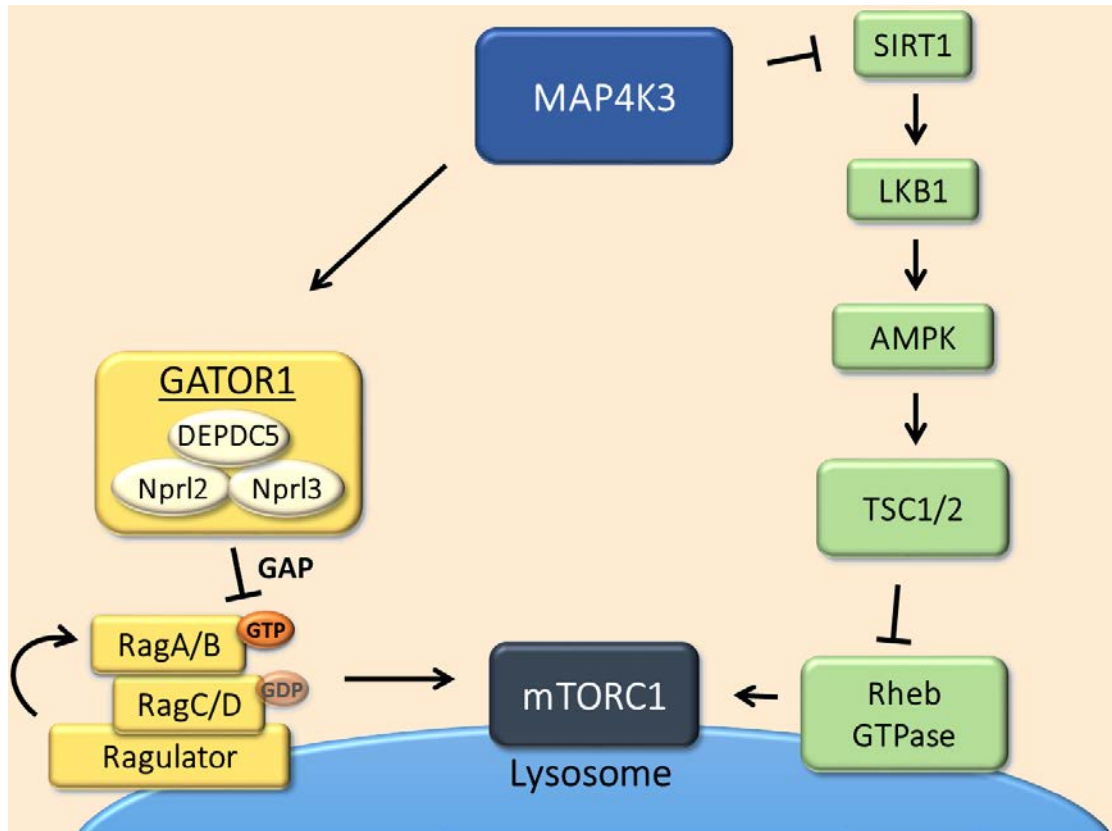 MAP4K3
SIRT1
LKB1
AMPK
TSC1/2
Rheb
GTPase
GATOR1
DEPDC5
Nprl2
Nprl3
GAP
RagA/B
GTP
RagC/D
GDP
Ragulator
mTORC1
Lysosome